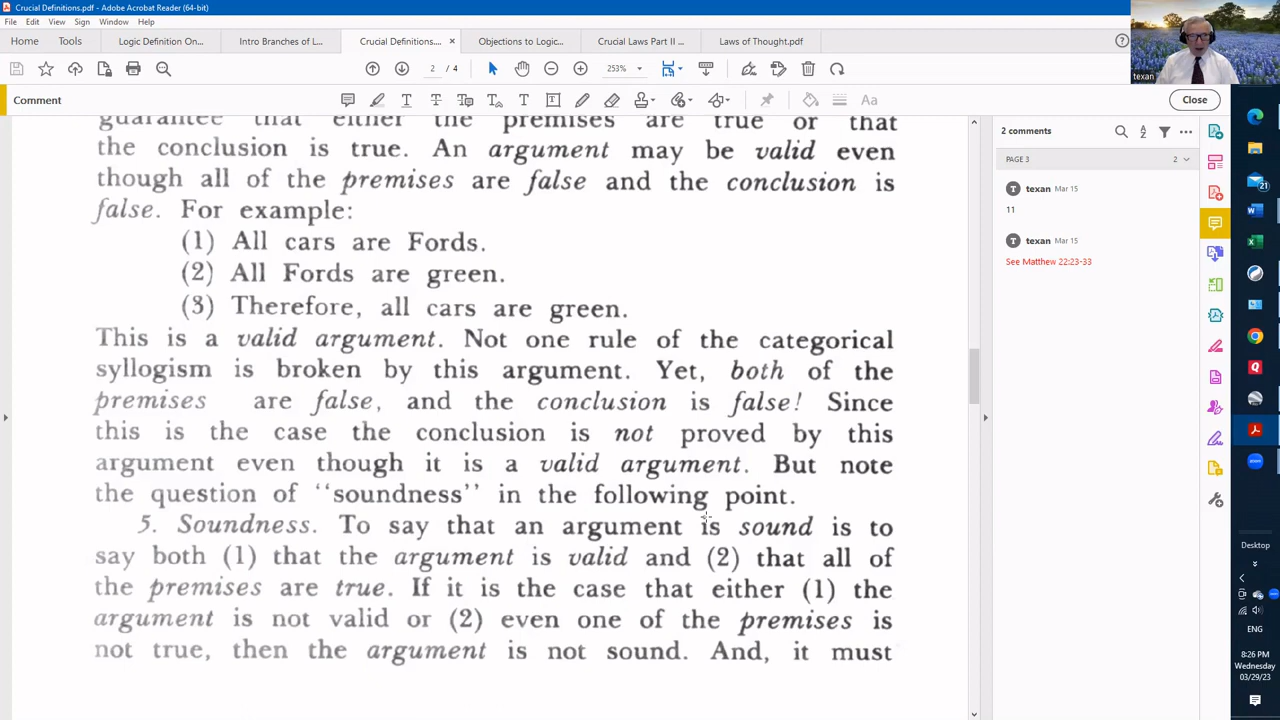 Crucial Definitions.pdf - Adobe Acrobat Reader (64-bit)
File Edit View Sign Window Help
Home Tools Logic Definition On... Intro Branches of L... Crucial Definitions.... × s to Logic... Crucial Laws Part II ... Laws of Thought.pdf
2 / 4 253%
texan
Comment Close
guarantee that either the premises are true or that
the conclusion is true. An argument may be valid even
though all of the premises are false and the conclusion is
false. For example:
(1) All cars are Fords.
(2) All Fords are green.
(3) Therefore, all cars are green.
This is a valid argument. Not one rule of the categorical
syllogism is broken by this argument. Yet, both of the
premises are false, and the conclusion is false! Since
this is the case the conclusion is not proved by this
argument even though it is a valid argument. But note
the question of ‘‘soundness’’ in the following point.
5. Soundness. To say that an argument is sound is to
say both (1) that the argument is valid and (2) that all of
the premises are true. If it is the case that either (1) the
argument is not valid or (2) even one of the premises is
not true, then the argument is not sound. And, it must
2 comments
PAGE 3 2
T texan Mar 15
11
T texan Mar 15
See Matthew 22:23-33
21
Desktop
ENG
8:26 PM
Wednesday
03/29/23